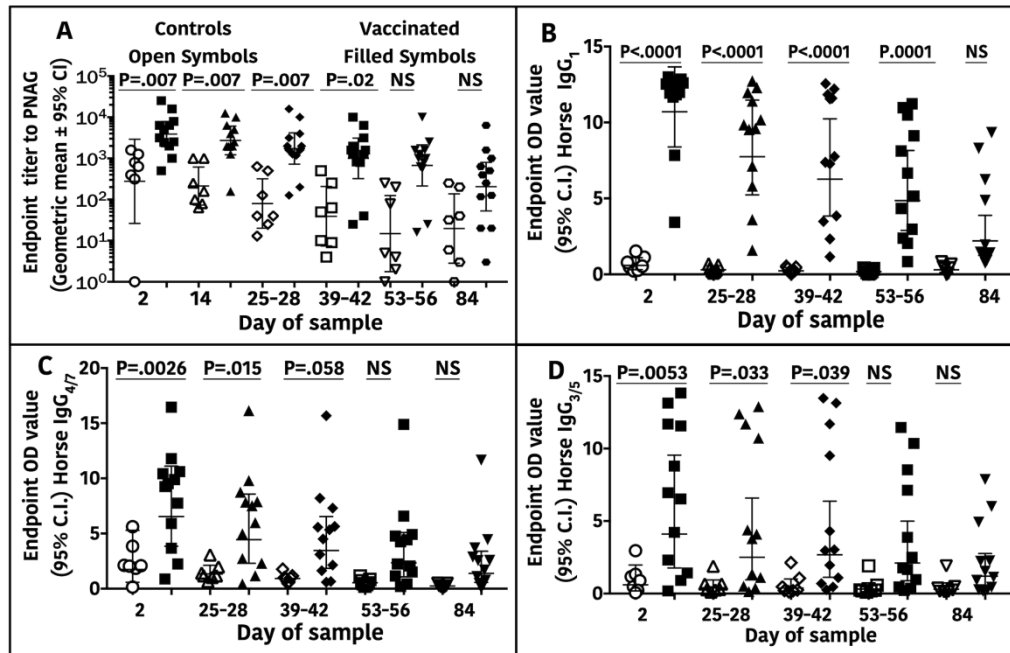 A
Controls
Open Symbols
Vaccinated
Filled Symbols
P=.007
P=.007
P=.007
P=.02
NS
NS
Endpoint titer to PNAG
(Geometric mean ± 95% CI)
10⁵
10⁴
10³
10²
10¹
10⁰
2
14
25-28
39-42
53-56
84
Day of sample
B
P<.0001
P<.0001
P<.0001
P.0001
NS
Endpoint OD value
(95% C.I.) Horse IgG₁
15
10
5
0
2
25-28
39-42
53-56
84
Day of sample
C
P=.0026
P=.015
P=.058
NS
NS
Endpoint OD value
(95% C.I.) Horse IgG₄/₇
20
15
10
5
0
2
25-28
39-42
53-56
84
Day of sample
D
P=.0053
P=.033
P=.039
NS
NS
Endpoint OD value
(95% C.I.) Horse IgG₃/₅
15
10
5
0
2
25-28
39-42
53-56
84
Day of sample